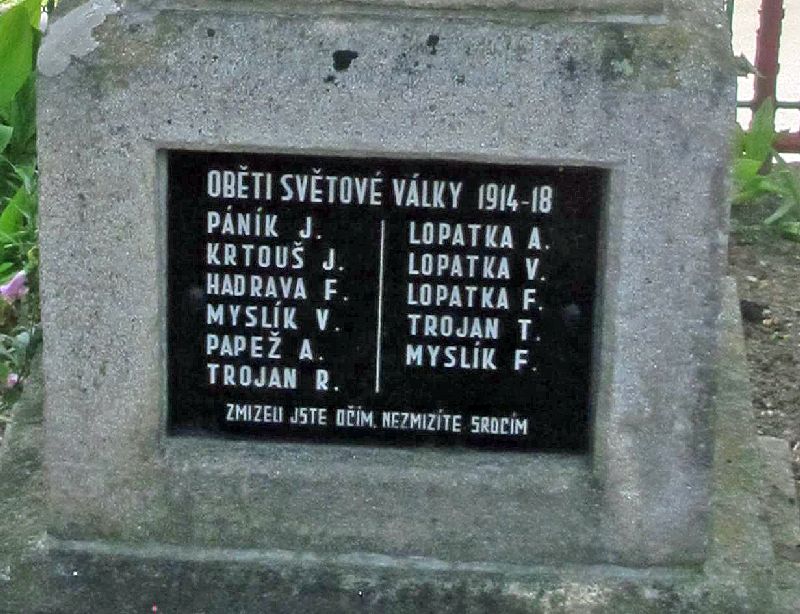 OBĚTI SVĚTOVÉ VÁLKY 1914-18
PÁNÍK J.
KRTOUŠ J.
HADRAVA F.
MYSLÍK V.
PAPEŽ A.
TROJAN R.
LOPATKA A.
LOPATKA V.
LOPATKA F.
TROJAN T.
MYSLÍK F.
ZMIZELI JSTE OČÍM, NEZMIZÍTE SRDCÍM